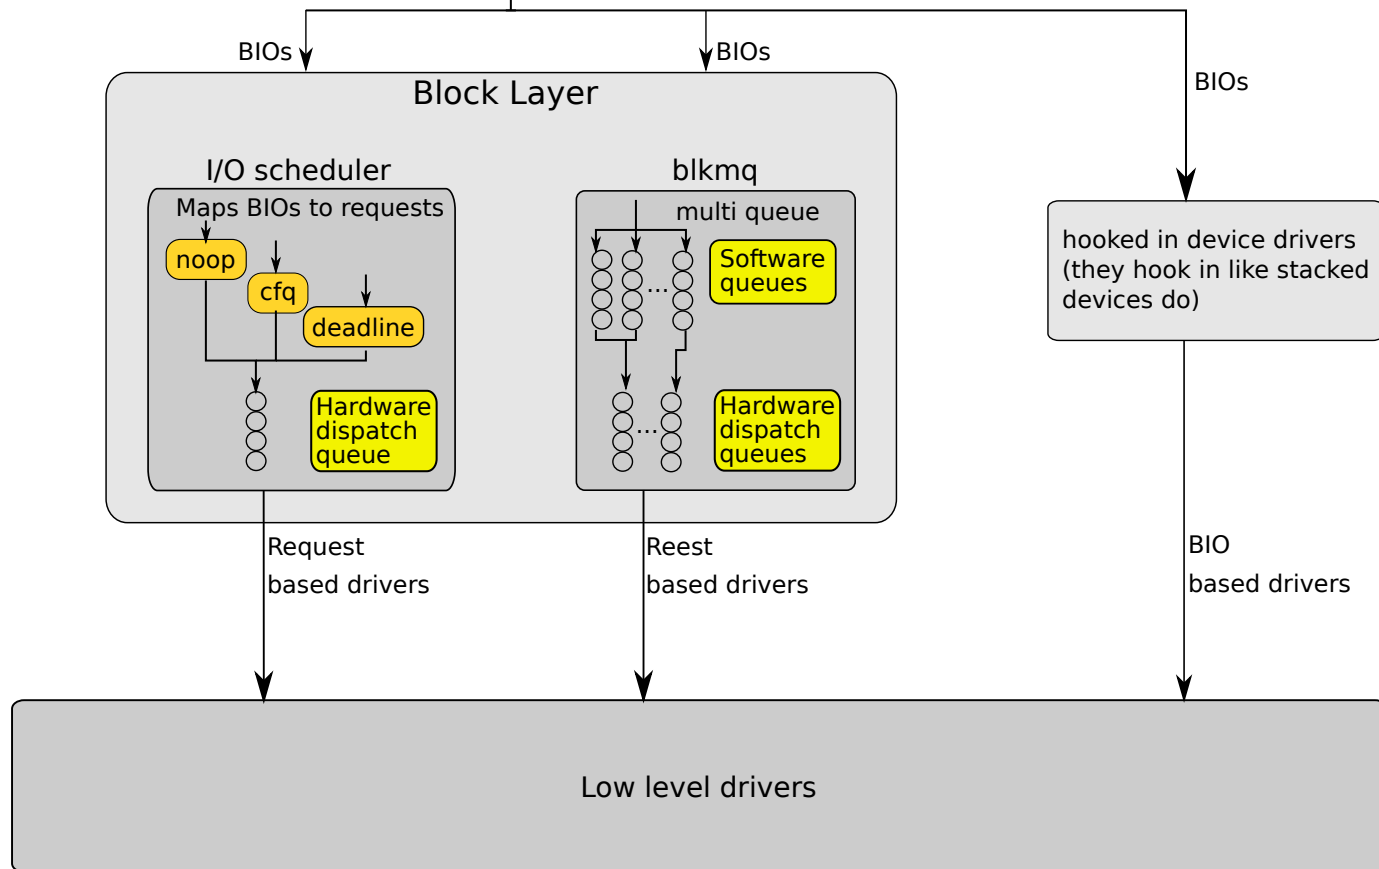 BIOs
BIOs
BIOs
Block Layer
I/O scheduler
Maps BIOs to requests
noop
cfq
deadline
Hardware
dispatch
queue
blkmq
multi queue
Software
queues
...
Hardware
dispatch
queues
...
hooked in device drivers
(they hook in like stacked
devices do)
Request
based drivers
Reest
based drivers
BIO
based drivers
Low level drivers